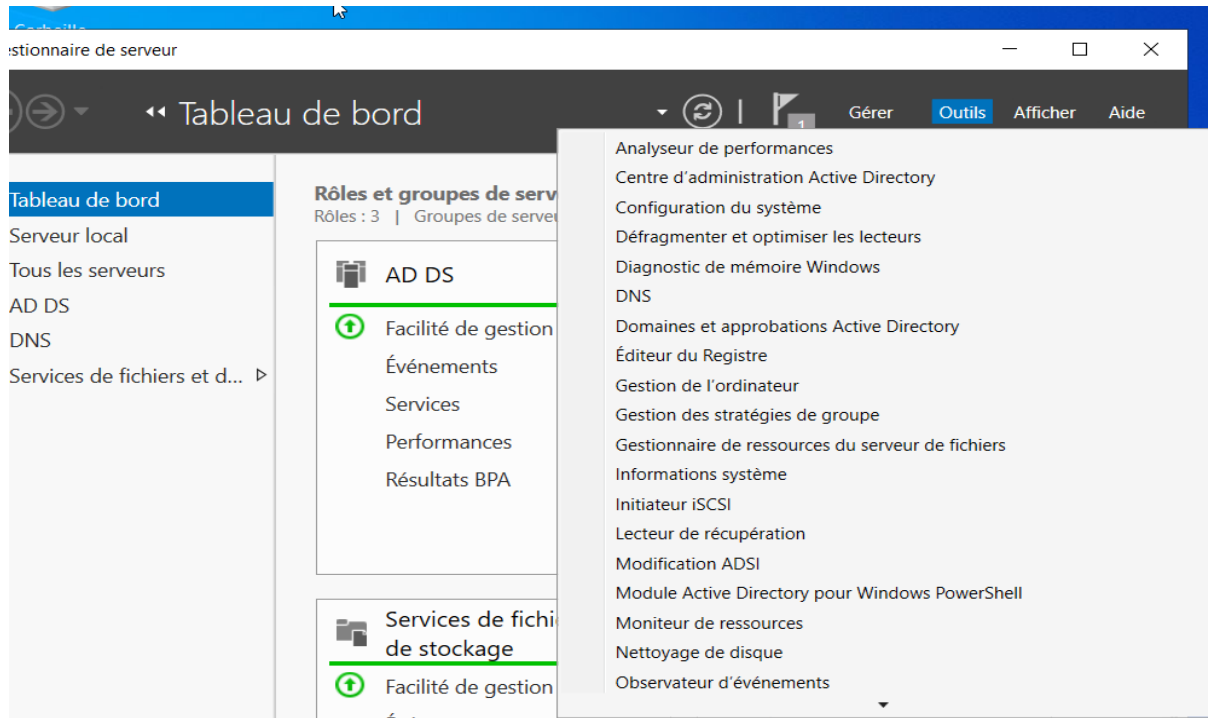 Corbeille
estionnaire de serveur
Tableau de bord
1
Gérer
Outils
Afficher
Aide
Tableau de bord
Serveur local
Tous les serveurs
AD DS
DNS
Services de fichiers et d...
Rôles et groupes de serv
Rôles : 3 | Groupes de serveu
AD DS
Facilité de gestion
Événements
Services
Performances
Résultats BPA
Services de fichi
de stockage
Facilité de gestion
Analyseur de performances
Centre d'administration Active Directory
Configuration du système
Défragmenter et optimiser les lecteurs
Diagnostic de mémoire Windows
DNS
Domaines et approbations Active Directory
Éditeur du Registre
Gestion de l'ordinateur
Gestion des stratégies de groupe
Gestionnaire de ressources du serveur de fichiers
Informations système
Initiateur iSCSI
Lecteur de récupération
Modification ADSI
Module Active Directory pour Windows PowerShell
Moniteur de ressources
Nettoyage de disque
Observateur d'événements